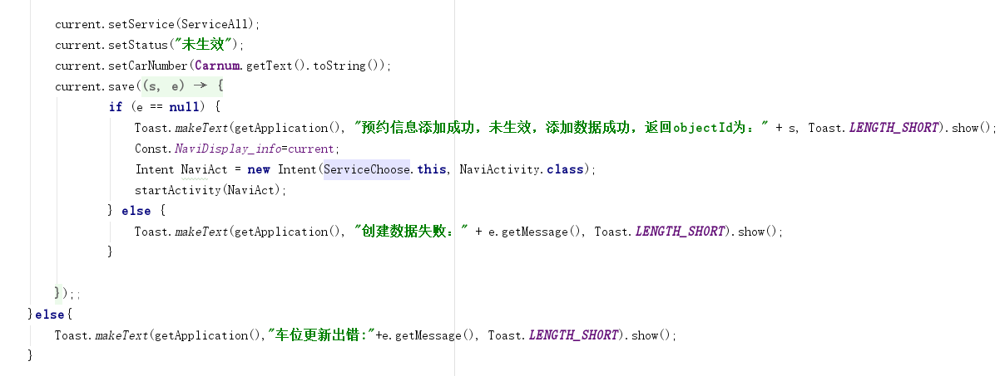 current.setService(ServiceAll);
current.setStatus("未生效");
current.setCarNumber(Carnum.getText().toString());
current.save((s, e) → {
if (e == null) {
Toast.makeText(getApplication(), "预约信息添加成功，未生效，添加数据成功，返回objectId为：" + s, Toast.LENGTH_SHORT).show();
Const.NaviDisplay_info=current;
Intent NaviAct = new Intent(ServiceChoose.this, NaviActivity.class);
startActivity(NaviAct);
} else {
Toast.makeText(getApplication(), "创建数据失败：" + e.getMessage(), Toast.LENGTH_SHORT).show();
}
});;
}else{
Toast.makeText(getApplication(),"车位更新出错:"+e.getMessage(), Toast.LENGTH_SHORT).show();
}